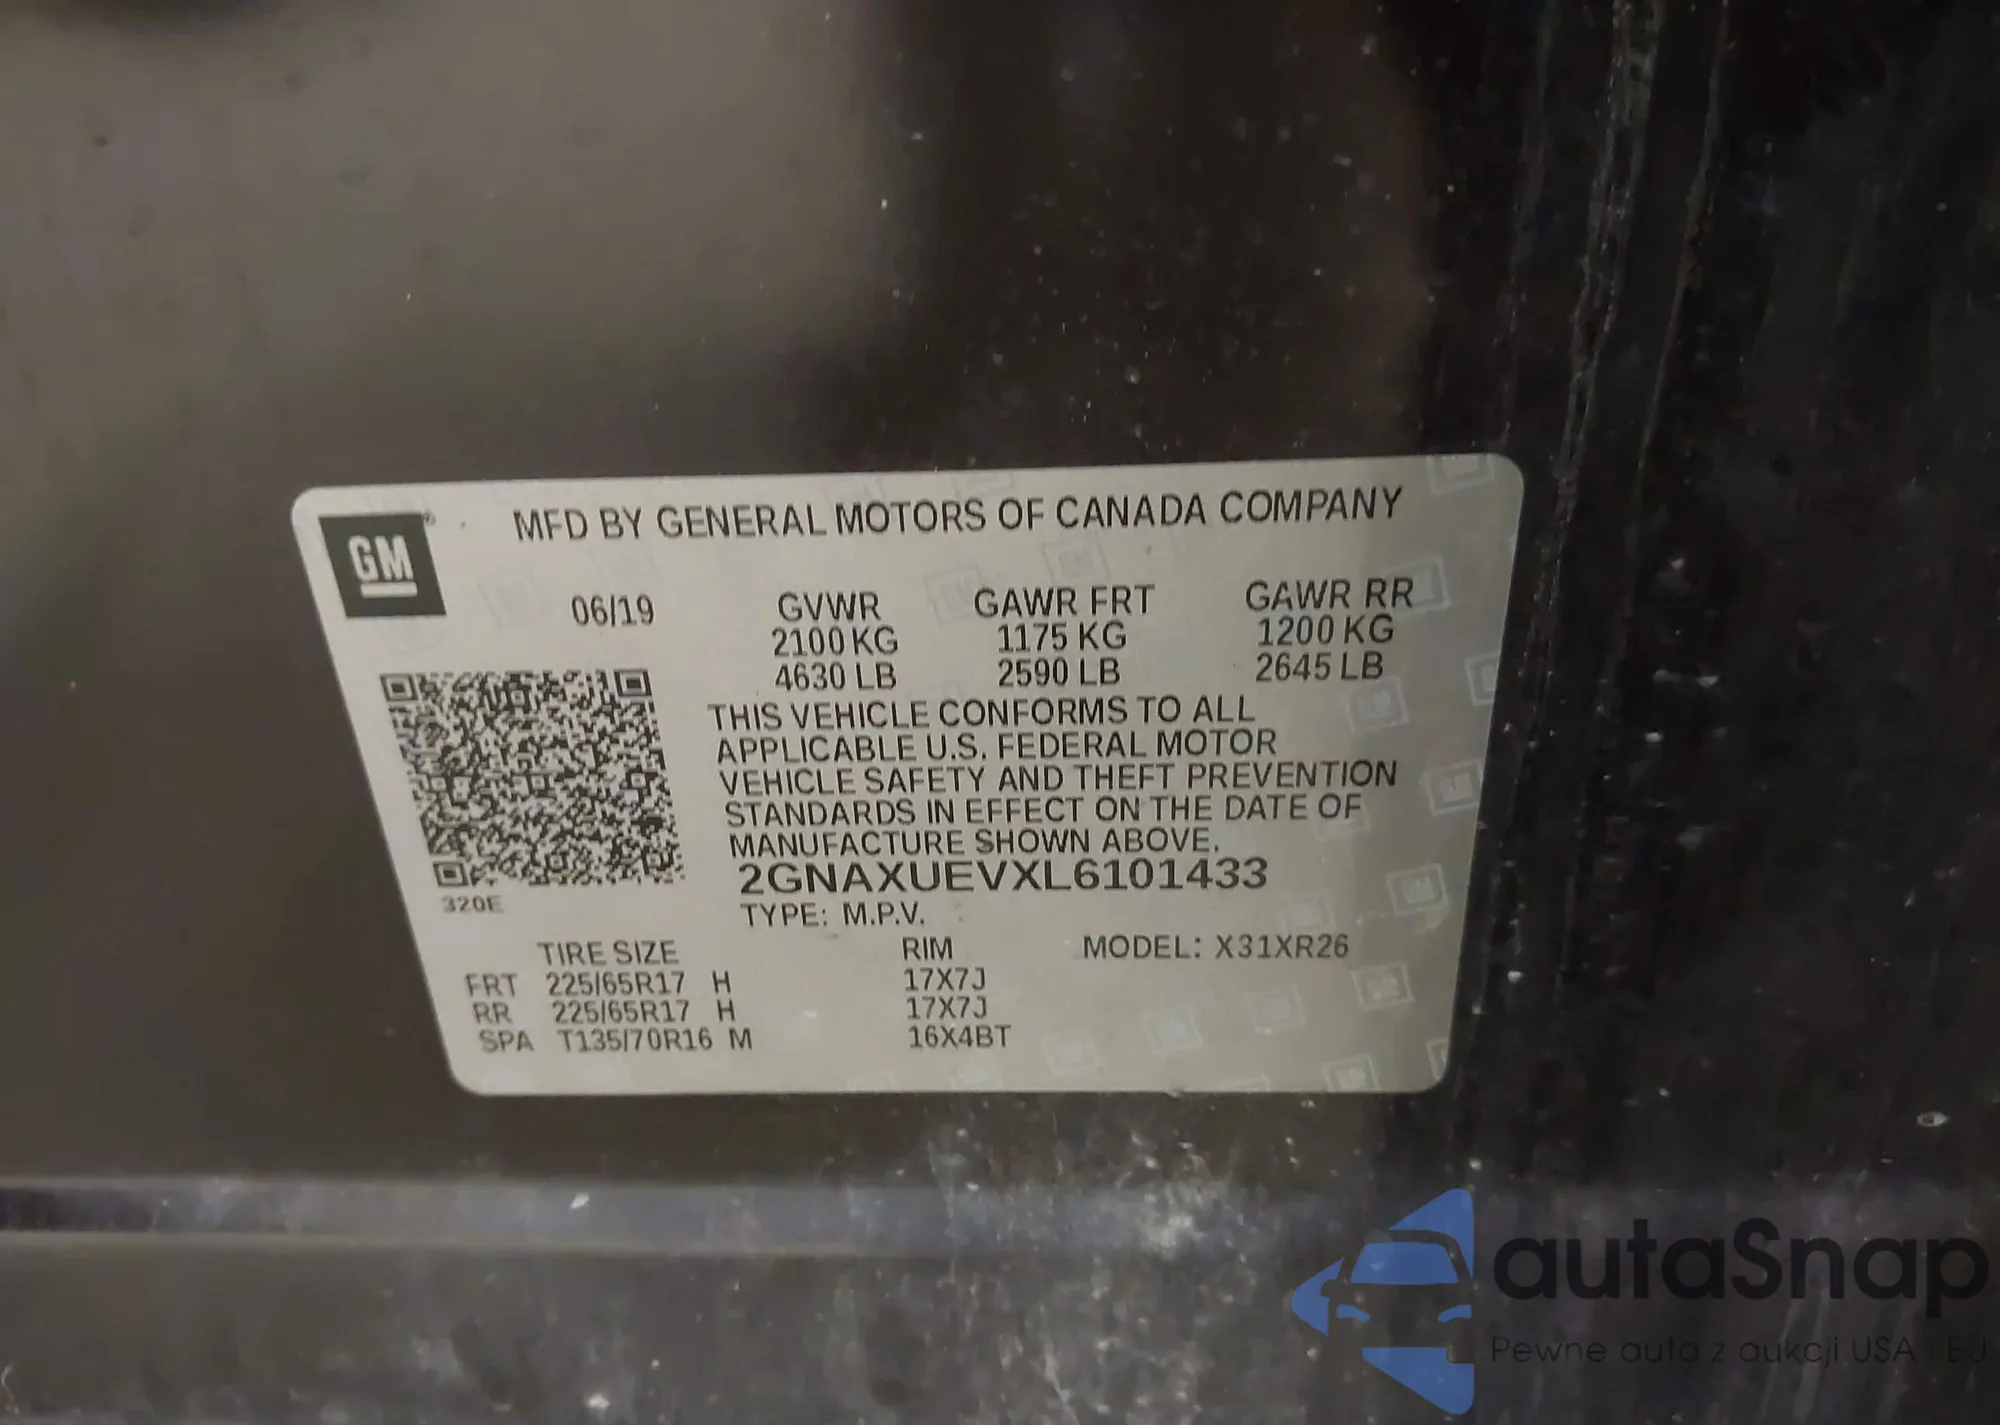 GM
MFD BY GENERAL MOTORS OF CANADA COMPANY
06/19 GVWR GAWR FRT GAWR RR
2100 KG 1175 KG 1200 KG
4630 LB 2590 LB 2645 LB
THIS VEHICLE CONFORMS TO ALL
APPLICABLE U.S. FEDERAL MOTOR
VEHICLE SAFETY AND THEFT PREVENTION
STANDARDS IN EFFECT ON THE DATE OF
MANUFACTURE SHOWN ABOVE.
2GNAXUEVXL6101433
320E
TYPE: M.P.V.
TIRE SIZE RIM MODEL: X31XR26
FRT 225/65R17 H 17X7J
RR 225/65R17 H 17X7J
SPA T135/70R16 M 16X4BT
autaSnap
Pewne auta z aukcji USA i EU